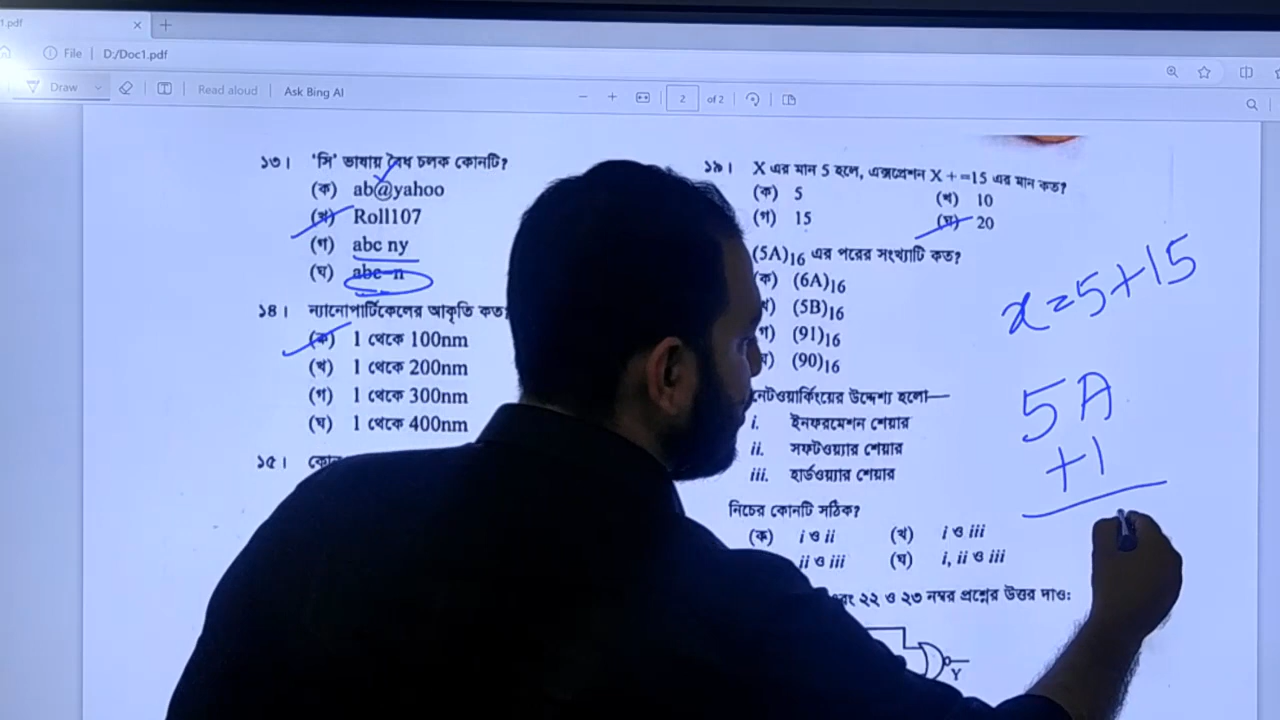 1.pdf
File | D:/Doc1.pdf
Draw Read aloud Ask Bing AI 2 of 2
১৩। 'সি' ভাষায় বৈধ চলক কোনটি?
(ক) ab@yahoo
(খ) Roll107
(গ) abc ny
(ঘ) abc-n
১৪। ন্যানোপার্টিকেলের আকৃতি কত?
(ক) 1 থেকে 100nm
(খ) 1 থেকে 200nm
(গ) 1 থেকে 300nm
(ঘ) 1 থেকে 400nm
১৫।
১৯। X এর মান 5 হলে, এক্সপ্রেশন X + =15 এর মান কত?
(ক) 5 (খ) 10
(গ) 15 (ঘ) 20
(5A)16 এর পরের সংখ্যাটি কত?
(ক) (6A)16
(5B)16
(91)16
(90)16
নেটওয়ার্কিংয়ের উদ্দেশ্য হলো—
i. ইনফরমেশন শেয়ার
ii. সফটওয়্যার শেয়ার
iii. হার্ডওয়্যার শেয়ার
নিচের কোনটি সঠিক?
(ক) i ও ii (খ) i ও iii
ii ও iii (ঘ) i, ii ও iii
২২ ও ২৩ নম্বর প্রশ্নের উত্তর দাও:
Y
x=5+15
5A
+1